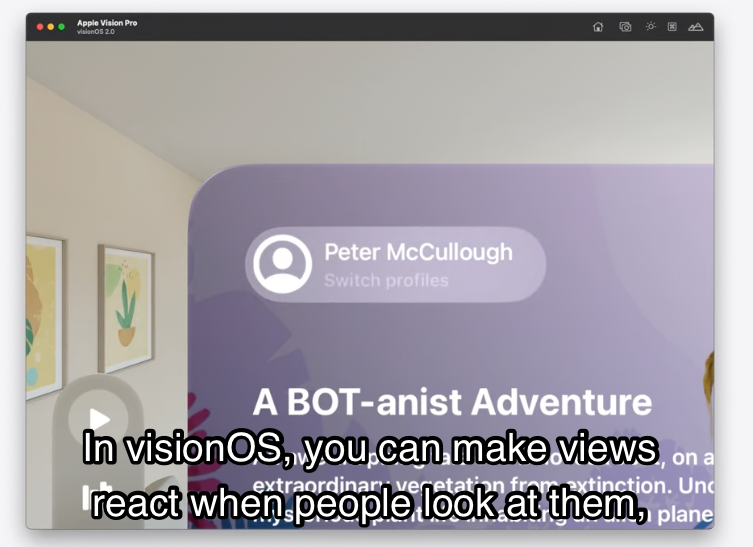 Apple Vision Pro
visionOS 2.0
Peter McCullough
Switch profiles
A BOT-anist Adventure
, on a
extraordinary vegetation from extinction. Unc
plane
In visionOS, you can make views
react when people look at them,